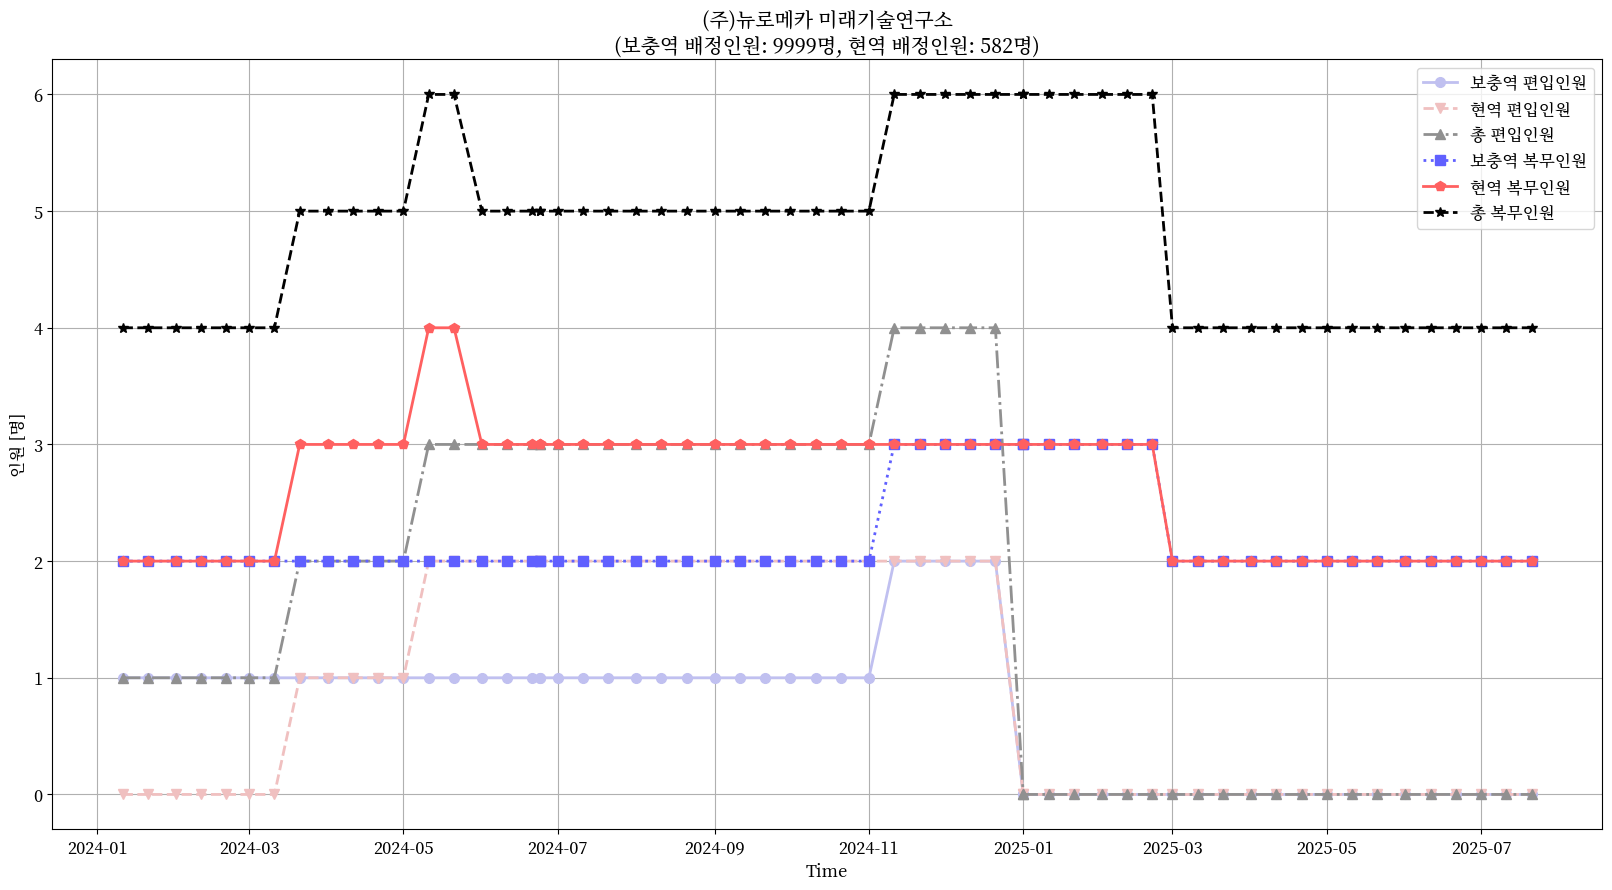 (주)뉴로메카 미래기술연구소
(보충역 배정인원: 9999명, 현역 배정인원: 582명)
보충역 편입인원
현역 편입인원
총 편입인원
보충역 복무인원
현역 복무인원
총 복무인원
인원 [명]
6
5
4
3
2
1
0
2024-01 2024-03 2024-05 2024-07 2024-09 2024-11 2025-01 2025-03 2025-05 2025-07
Time